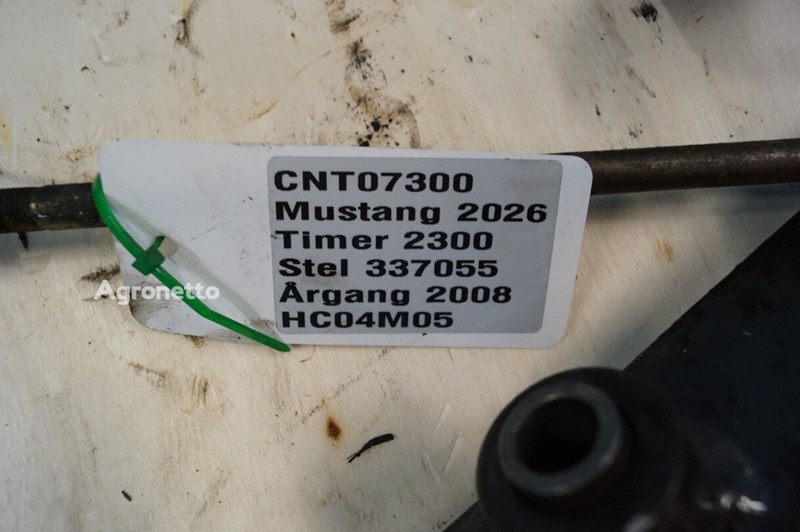 CNT07300
Mustang 2026
Timer 2300
Stel 337055
Årgang 2008
HC04M05
Agronetto